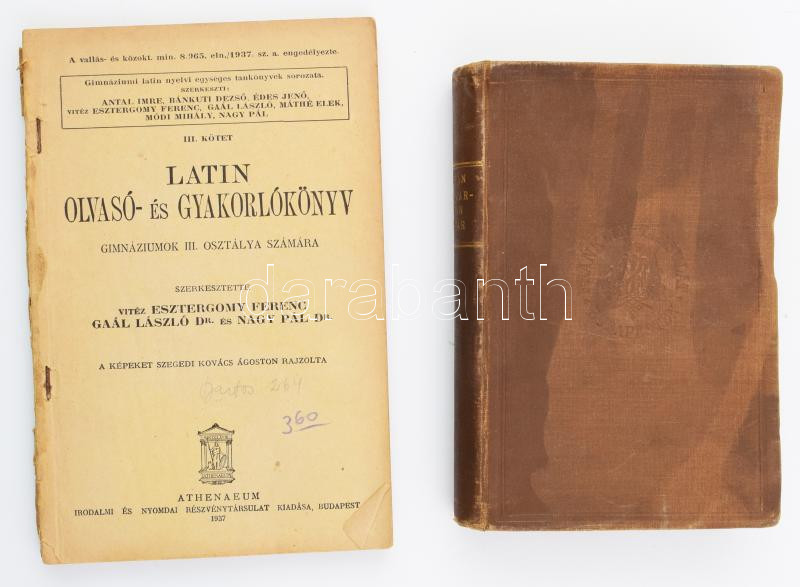 A vallás- és közokt. min. 8.965. eln./1937. sz. a. engedélyezte.
Gimnáziumi latin nyelvi egységes tankönyvek sorozata.
SZERKESZTI:
ANTAL IMRE, BÁNKUTI DEZSŐ, ÉDES JENŐ,
VITÉZ ESZTERGOMY FERENC, GAÁL LÁSZLÓ, MÁTHÉ ELEK,
MÓDI MIHÁLY, NAGY PÁL
III. KÖTET
LATIN
OLVASÓ- ÉS GYAKORLÓKÖNYV
GIMNÁZIUMOK III. OSZTÁLYA SZÁMÁRA
SZERKESZTETTE
VITÉZ ESZTERGOMY FERENC
GAÁL LÁSZLÓ DR. ÉS NAGY PÁL DR.
A KÉPEKET SZEGEDI KOVÁCS ÁGOSTON RAJZOLTA
264
360
ATHENAEUM
IRODALMI ÉS NYOMDAI RÉSZVÉNYTÁRSULAT KIADÁSA, BUDAPEST
1937
darabanth.com